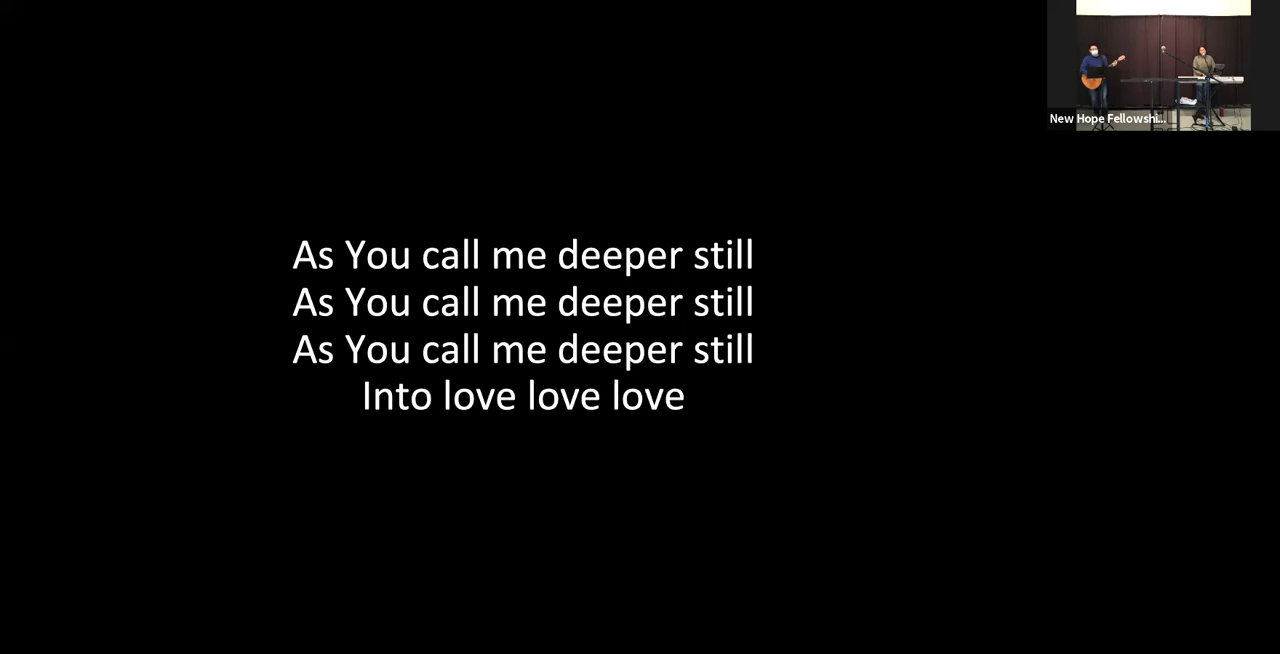 New Hope Fellowshi...
As You call me deeper still
As You call me deeper still
As You call me deeper still
Into love love love